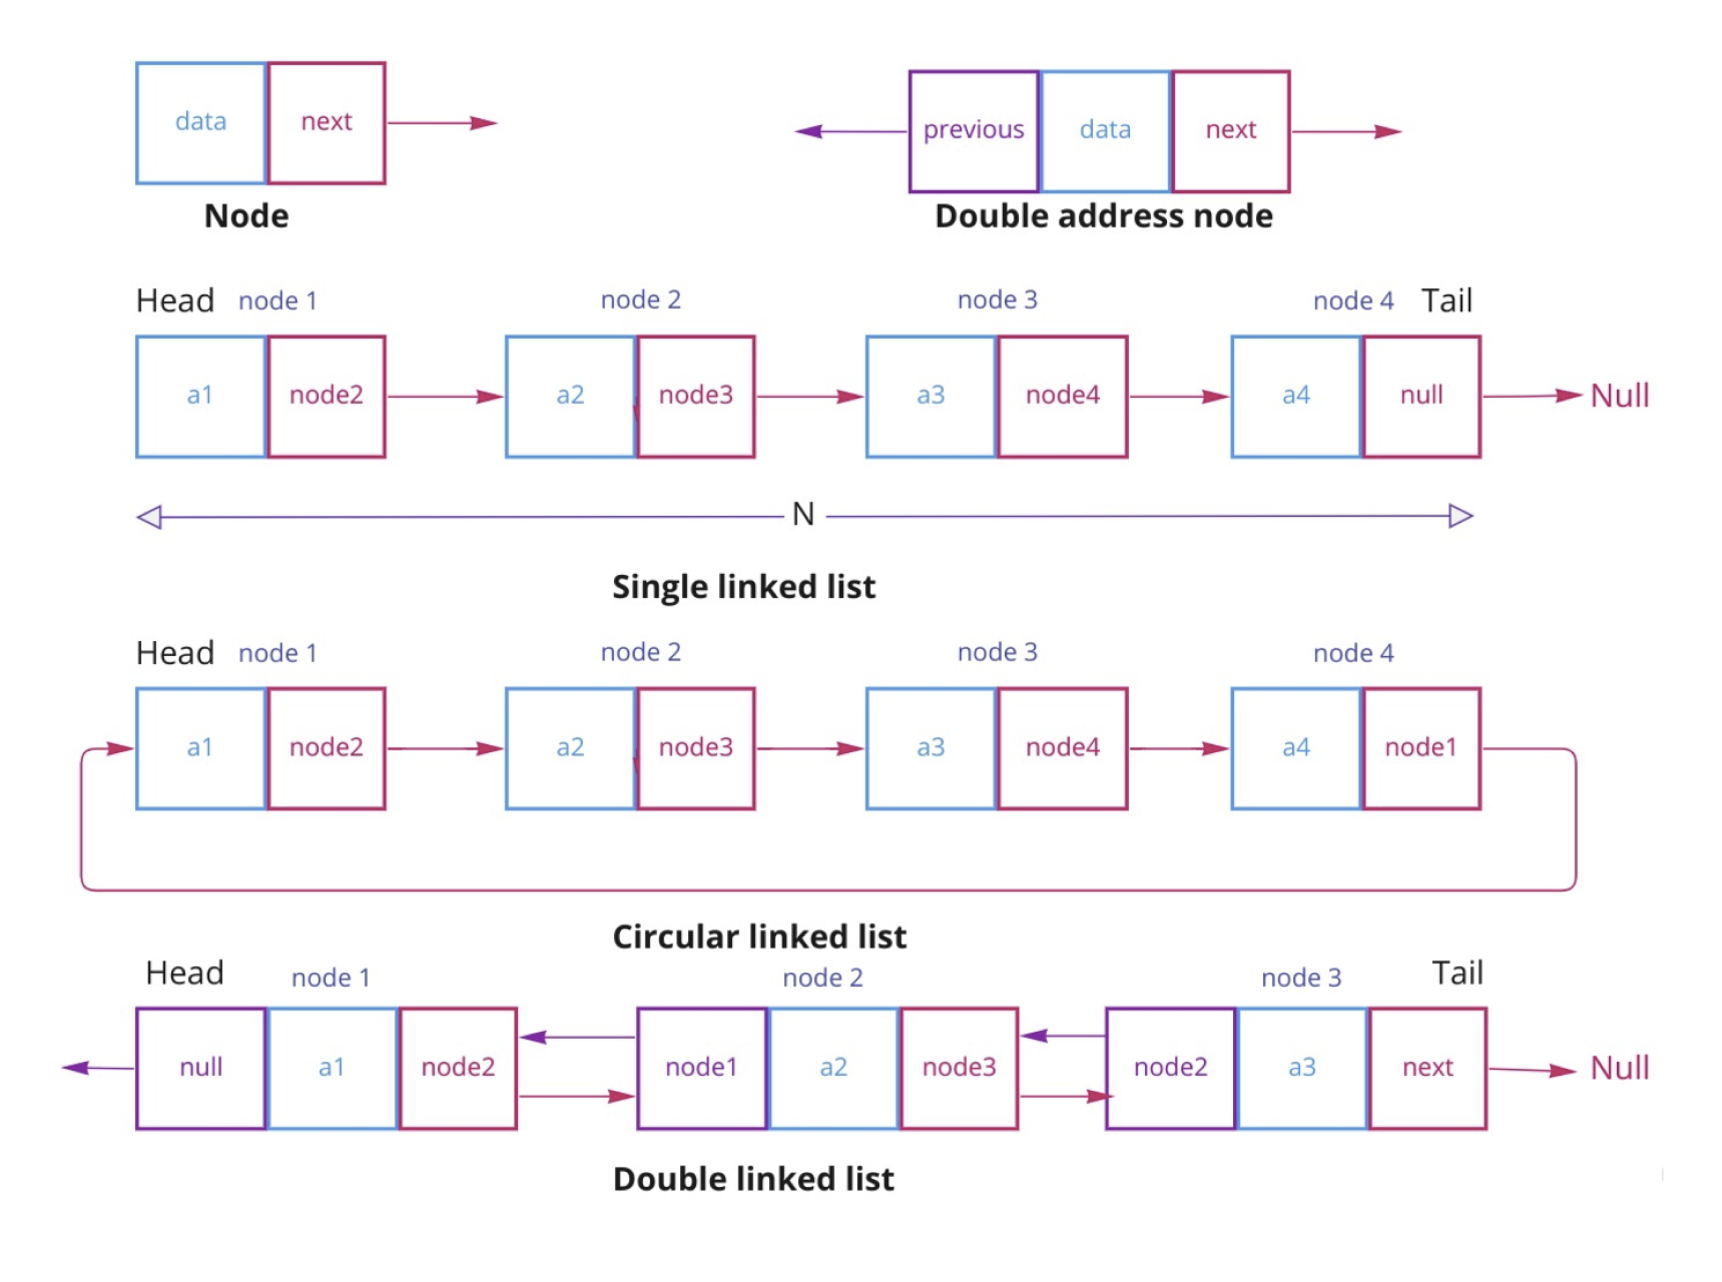 data next
previous data next
Node
Double address node
Head node 1 node 2 node 3 node 4 Tail
a1 node2 a2 node3 a3 node4 a4 null Null
N
Single linked list
Head node 1 node 2 node 3 node 4
a1 node2 a2 node3 a3 node4 a4 node1
Circular linked list
Head node 1 node 2 node 3 Tail
null a1 node2 node1 a2 node3 node2 a3 next Null
Double linked list